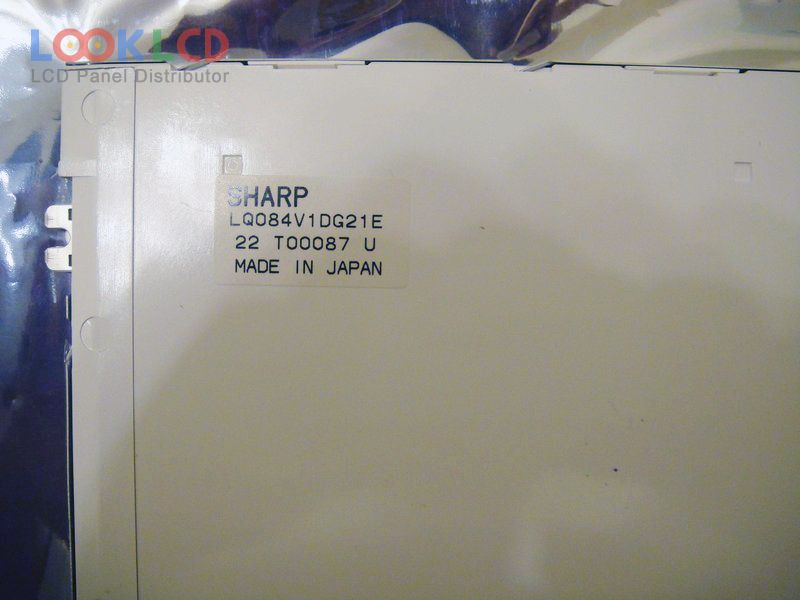 LOOKLCD
LCD Panel Distributor
SHARP
LQ084V1DG21E
22 T00087 U
MADE IN JAPAN